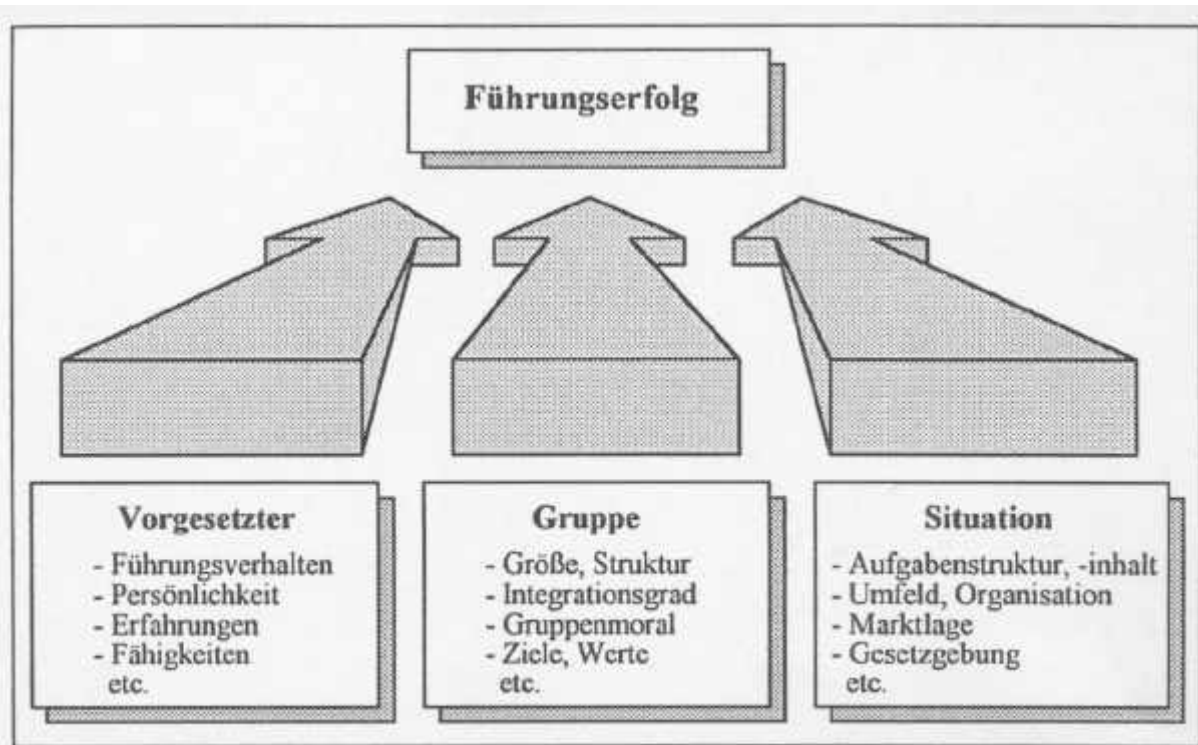 Führungserfolg
Vorgesetzter
- Führungsverhalten
- Persönlichkeit
- Erfahrungen
- Fähigkeiten
etc.
Gruppe
- Größe, Struktur
- Integrationsgrad
- Gruppenmoral
- Ziele, Werte
etc.
Situation
- Aufgabenstruktur, -inhalt
- Umfeld, Organisation
- Marktlage
- Gesetzgebung
etc.